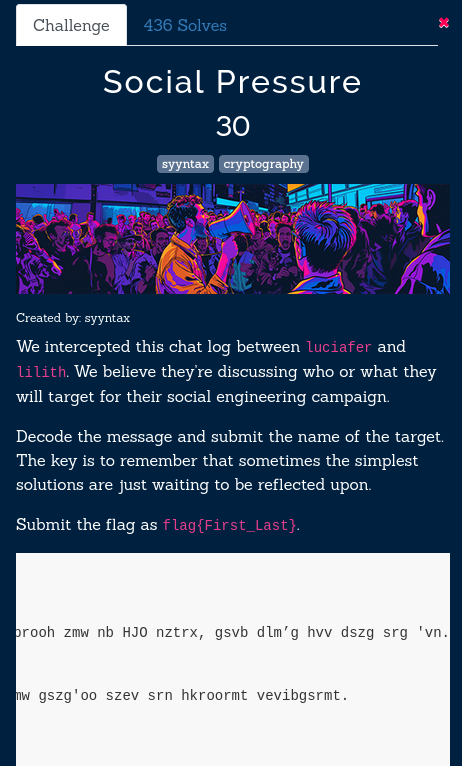 Challenge
436 Solves
✖
Social Pressure
30
syyntax cryptography
Created by: syyntax
We intercepted this chat log between luciafer and
lilith. We believe they're discussing who or what they
will target for their social engineering campaign.
Decode the message and submit the name of the target.
The key is to remember that sometimes the simplest
solutions are just waiting to be reflected upon.
Submit the flag as flag{First_Last}.
prooh zmw nb HJO nztrx, gsvb dlm’g hvv dszg srg 'vn.
mw gszg'oo szev srn hkroormt vevibgsrmt.